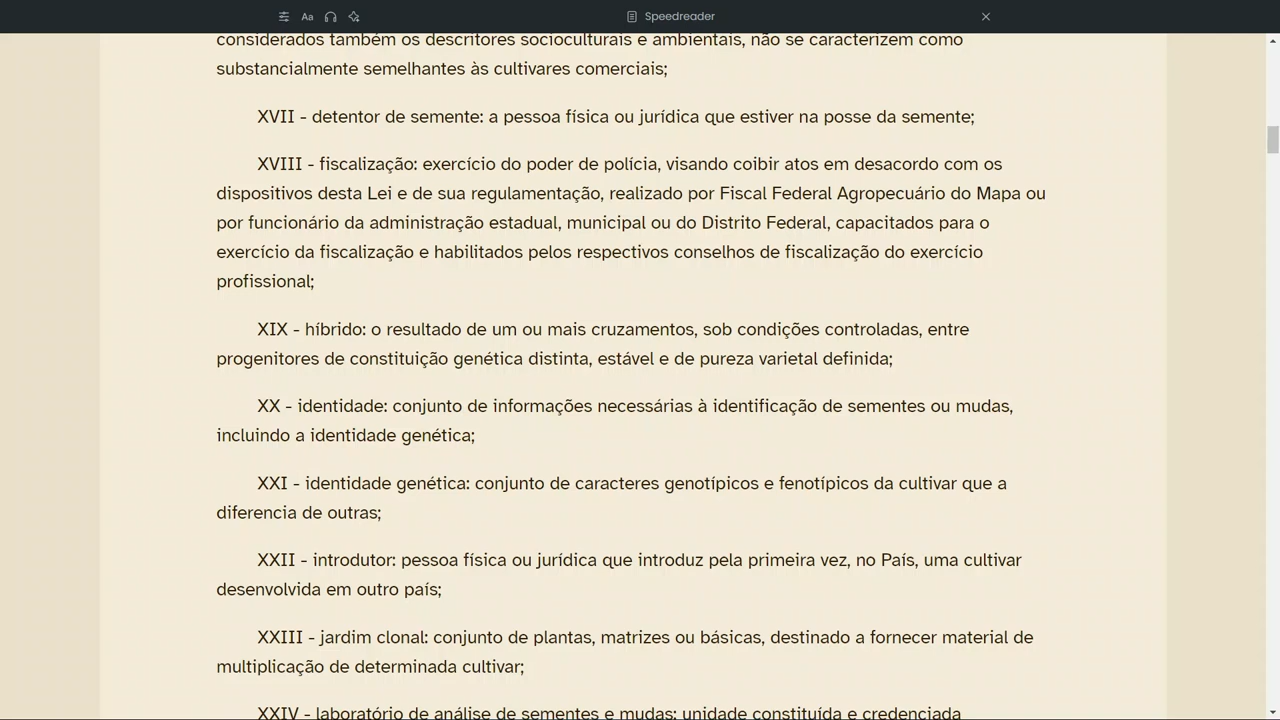 Aa
Speedreader
considerados também os descritores socioculturais e ambientais, não se caracterizem como
substancialmente semelhantes às cultivares comerciais;
XVII - detentor de semente: a pessoa física ou jurídica que estiver na posse da semente;
XVIII - fiscalização: exercício do poder de polícia, visando coibir atos em desacordo com os
dispositivos desta Lei e de sua regulamentação, realizado por Fiscal Federal Agropecuário do Mapa ou
por funcionário da administração estadual, municipal ou do Distrito Federal, capacitados para o
exercício da fiscalização e habilitados pelos respectivos conselhos de fiscalização do exercício
profissional;
XIX - híbrido: o resultado de um ou mais cruzamentos, sob condições controladas, entre
progenitores de constituição genética distinta, estável e de pureza varietal definida;
XX - identidade: conjunto de informações necessárias à identificação de sementes ou mudas,
incluindo a identidade genética;
XXI - identidade genética: conjunto de caracteres genotípicos e fenotípicos da cultivar que a
diferencia de outras;
XXII - introdutor: pessoa física ou jurídica que introduz pela primeira vez, no País, uma cultivar
desenvolvida em outro país;
XXIII - jardim clonal: conjunto de plantas, matrizes ou básicas, destinado a fornecer material de
multiplicação de determinada cultivar;
XXIV - laboratório de análise de sementes e mudas: unidade constituída e credenciada